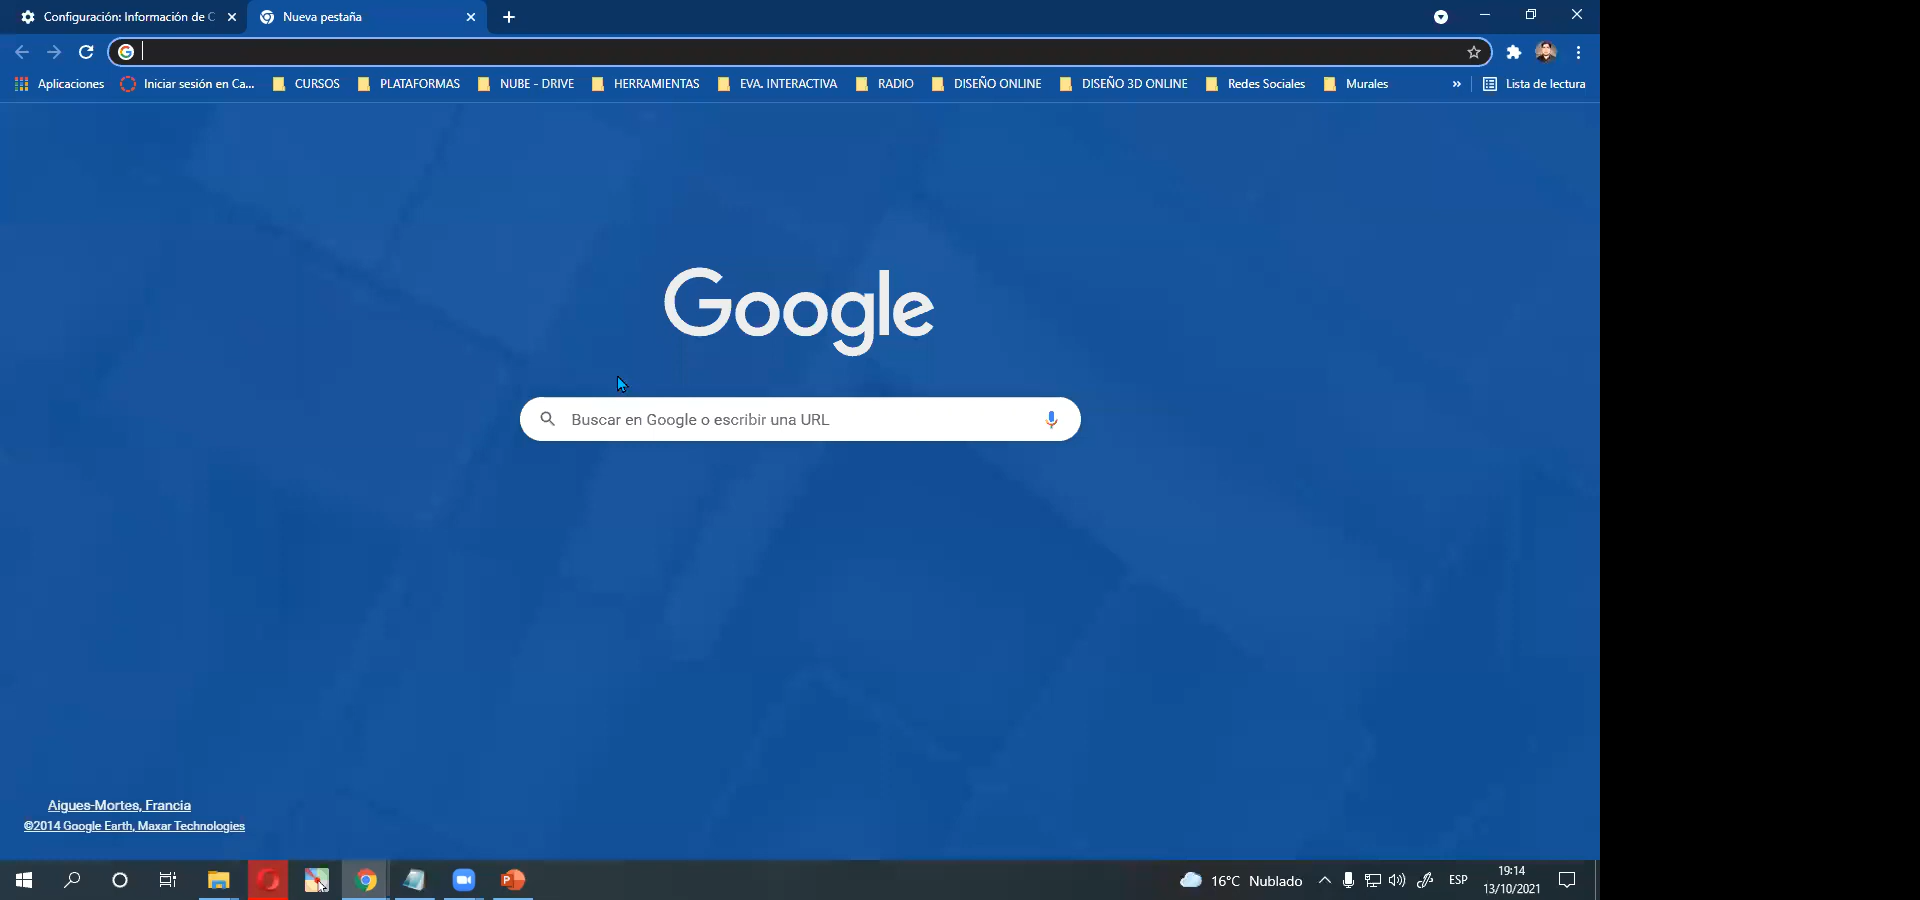 Configuración: Información de C
Nueva pestaña
Aplicaciones
Iniciar sesión en Ca...
CURSOS
PLATAFORMAS
NUBE - DRIVE
HERRAMIENTAS
EVA. INTERACTIVA
RADIO
DISEÑO ONLINE
DISEÑO 3D ONLINE
Redes Sociales
Murales
»
Lista de lectura
Google
Buscar en Google o escribir una URL
Aigues-Mortes, Francia
©2014 Google Earth, Maxar Technologies
16°C Nublado
ESP
19:14
13/10/2021